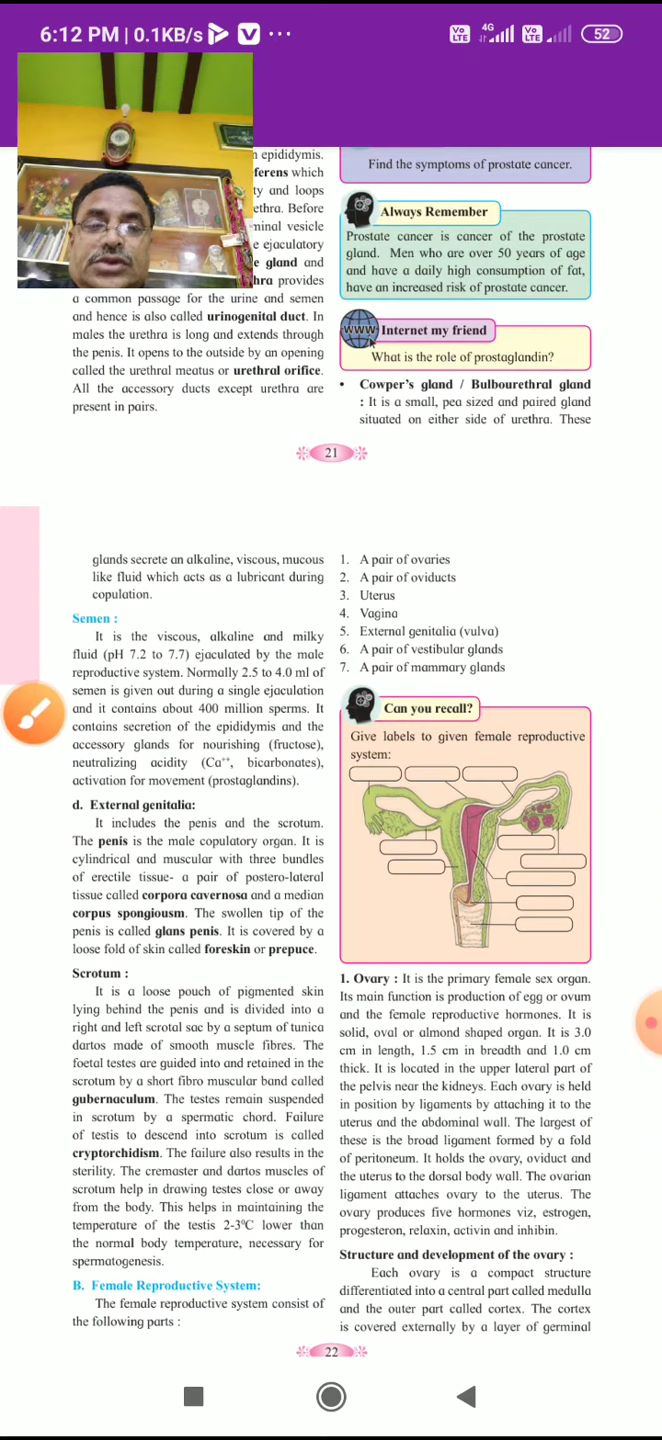 6:12 PM | 0.1KB/s
Vo LTE 4G Vo LTE 52
epididymis.
ferens which
ty and loops
ethra. Before
minal vesicle
e ejaculatory
e gland and
hra provides
a common passage for the urine and semen
and hence is also called urinogenital duct. In
males the urethra is long and extends through
the penis. It opens to the outside by an opening
called the urethral meatus or urethral orifice.
All the accessory ducts except urethra are
present in pairs.
Find the symptoms of prostate cancer.
Always Remember
Prostate cancer is cancer of the prostate
gland. Men who are over 50 years of age
and have a daily high consumption of fat,
have an increased risk of prostate cancer.
www Internet my friend
What is the role of prostaglandin?
• Cowper's gland / Bulbourethral gland
: It is a small, pea sized and paired gland
situated on either side of urethra. These
21
glands secrete an alkaline, viscous, mucous
like fluid which acts as a lubricant during
copulation.
Semen :
It is the viscous, alkaline and milky
fluid (pH 7.2 to 7.7) ejaculated by the male
reproductive system. Normally 2.5 to 4.0 ml of
semen is given out during a single ejaculation
and it contains about 400 million sperms. It
contains secretion of the epididymis and the
accessory glands for nourishing (fructose),
neutralizing acidity (Ca⁺⁺, bicarbonates),
activation for movement (prostaglandins).
d. External genitalia:
It includes the penis and the scrotum.
The penis is the male copulatory organ. It is
cylindrical and muscular with three bundles
of erectile tissue- a pair of postero-lateral
tissue called corpora cavernosa and a median
corpus spongiousm. The swollen tip of the
penis is called glans penis. It is covered by a
loose fold of skin called foreskin or prepuce.
Scrotum :
It is a loose pouch of pigmented skin
lying behind the penis and is divided into a
right and left scrotal sac by a septum of tunica
dartos made of smooth muscle fibres. The
foetal testes are guided into and retained in the
scrotum by a short fibro muscular band called
gubernaculum. The testes remain suspended
in scrotum by a spermatic chord. Failure
of testis to descend into scrotum is called
cryptorchidism. The failure also results in the
sterility. The cremaster and dartos muscles of
scrotum help in drawing testes close or away
from the body. This helps in maintaining the
temperature of the testis 2-3⁰C lower than
the normal body temperature, necessary for
spermatogenesis.
B. Female Reproductive System:
The female reproductive system consist of
the following parts :
1. A pair of ovaries
2. A pair of oviducts
3. Uterus
4. Vagina
5. External genitalia (vulva)
6. A pair of vestibular glands
7. A pair of mammary glands
Can you recall?
Give labels to given female reproductive
system:
1. Ovary : It is the primary female sex organ.
Its main function is production of egg or ovum
and the female reproductive hormones. It is
solid, oval or almond shaped organ. It is 3.0
cm in length, 1.5 cm in breadth and 1.0 cm
thick. It is located in the upper lateral part of
the pelvis near the kidneys. Each ovary is held
in position by ligaments by attaching it to the
uterus and the abdominal wall. The largest of
these is the broad ligament formed by a fold
of peritoneum. It holds the ovary, oviduct and
the uterus to the dorsal body wall. The ovarian
ligament attaches ovary to the uterus. The
ovary produces five hormones viz, estrogen,
progesteron, relaxin, activin and inhibin.
Structure and development of the ovary :
Each ovary is a compact structure
differentiated into a central part called medulla
and the outer part called cortex. The cortex
is covered externally by a layer of germinal
22